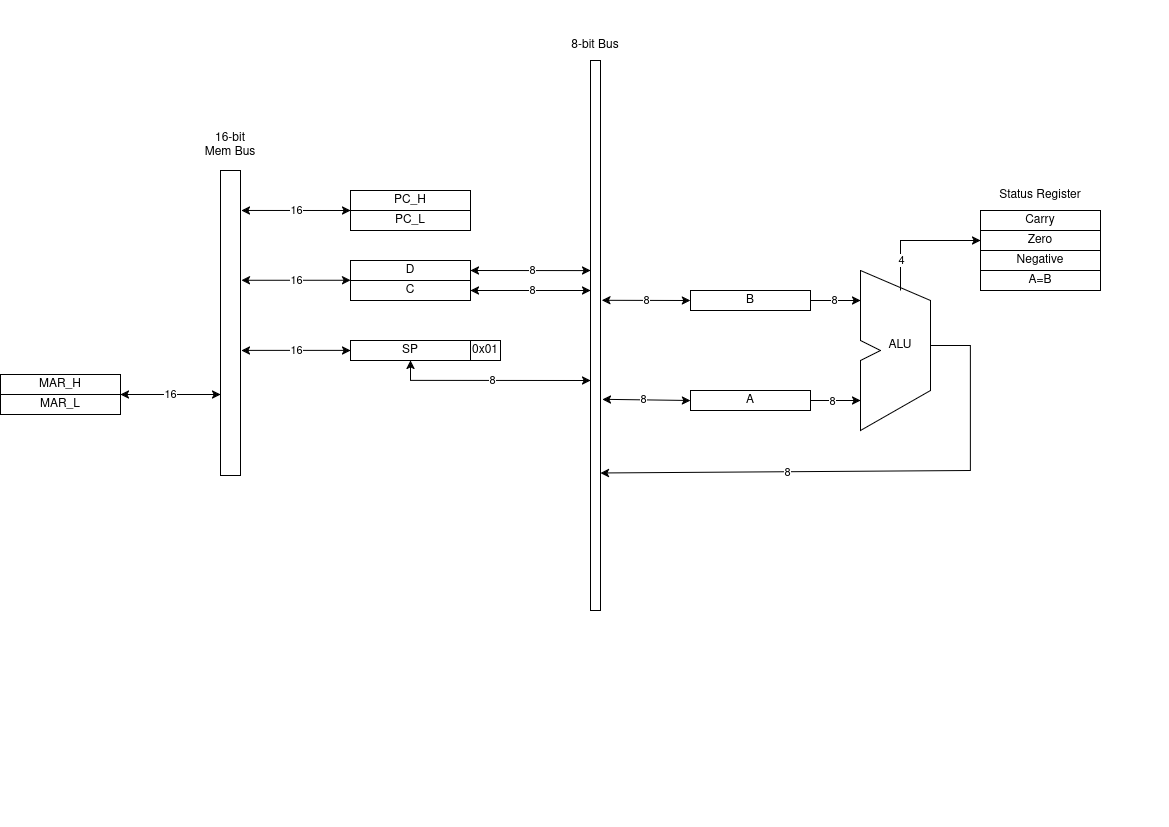 8-bit Bus
16-bit
Mem Bus
Status Register
PC_H
16
PC_L
Carry
Zero
Negative
A=B
4
D
8
16
C
8
8
B
8
ALU
16
SP
0x01
8
MAR_H
16
MAR_L
8
A
8
8